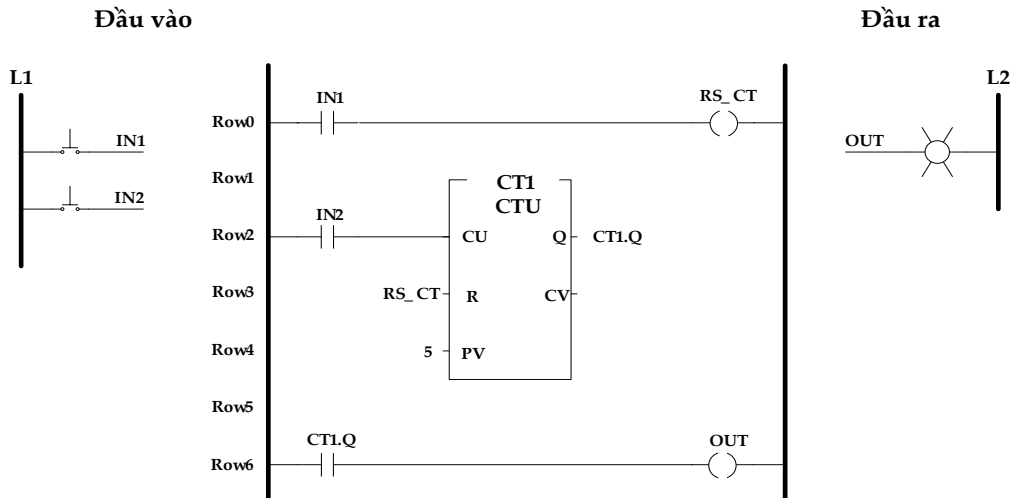 Đầu vào
Đầu ra
L1
L2
IN1
IN2
OUT
Row0
IN1
RS_CT
Row1
CT1
CTU
Row2
IN2
CU
Q
CT1.Q
Row3
RS_CT
R
CV
Row4
5
PV
Row5
Row6
CT1.Q
OUT